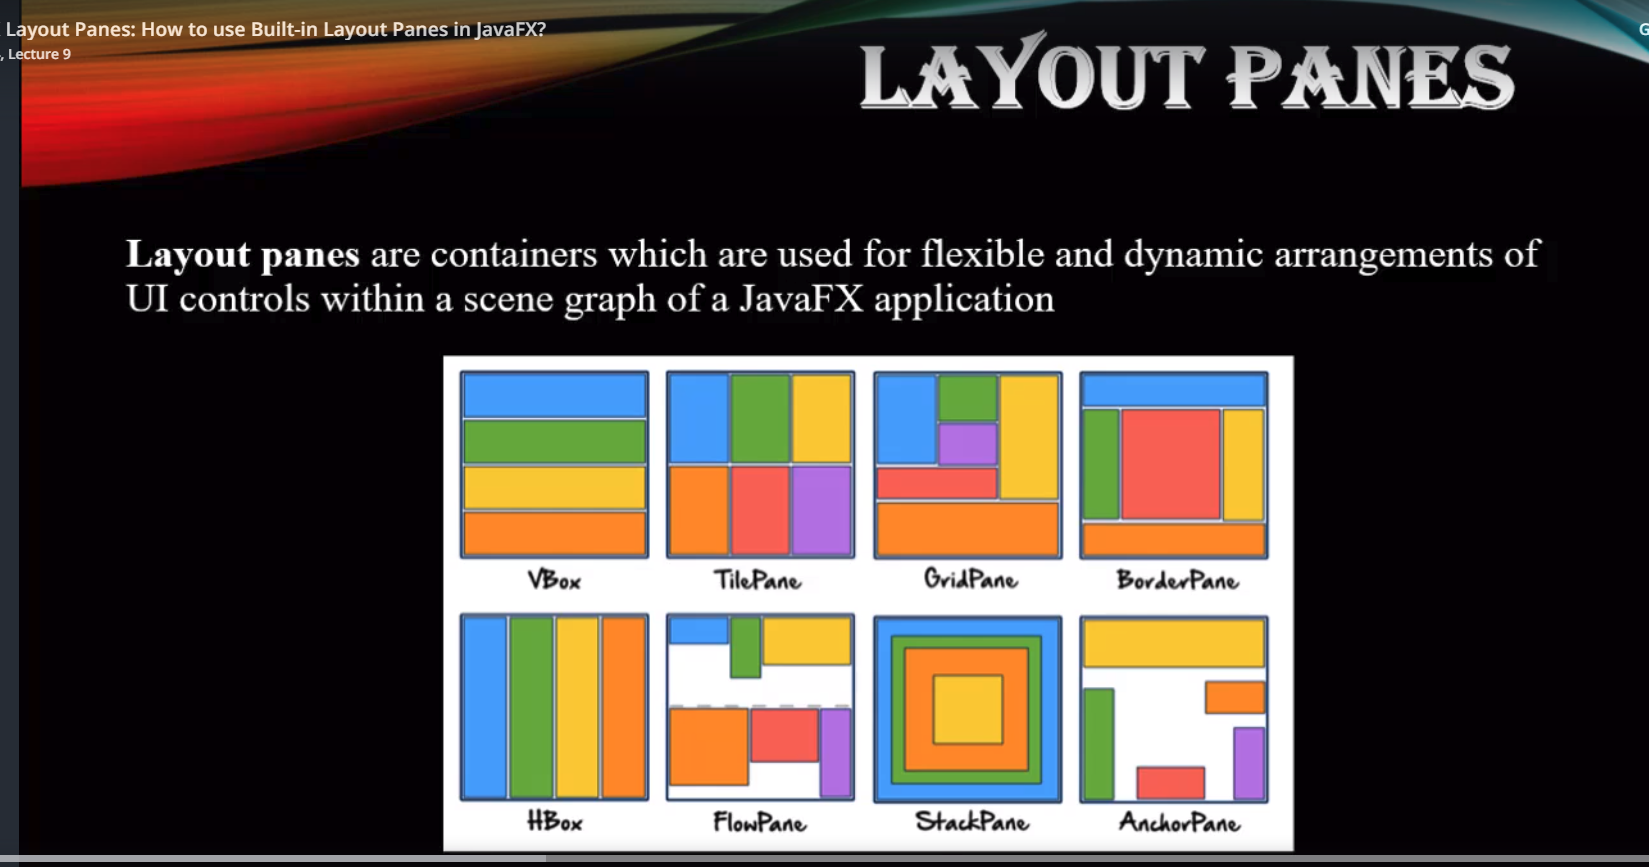 Layout Panes: How to use Built-in Layout Panes in JavaFX?
G
, Lecture 9
LAYOUT PANES
Layout panes are containers which are used for flexible and dynamic arrangements of
UI controls within a scene graph of a JavaFX application
VBox TilePane GridPane BorderPane
HBox FlowPane StackPane AnchorPane